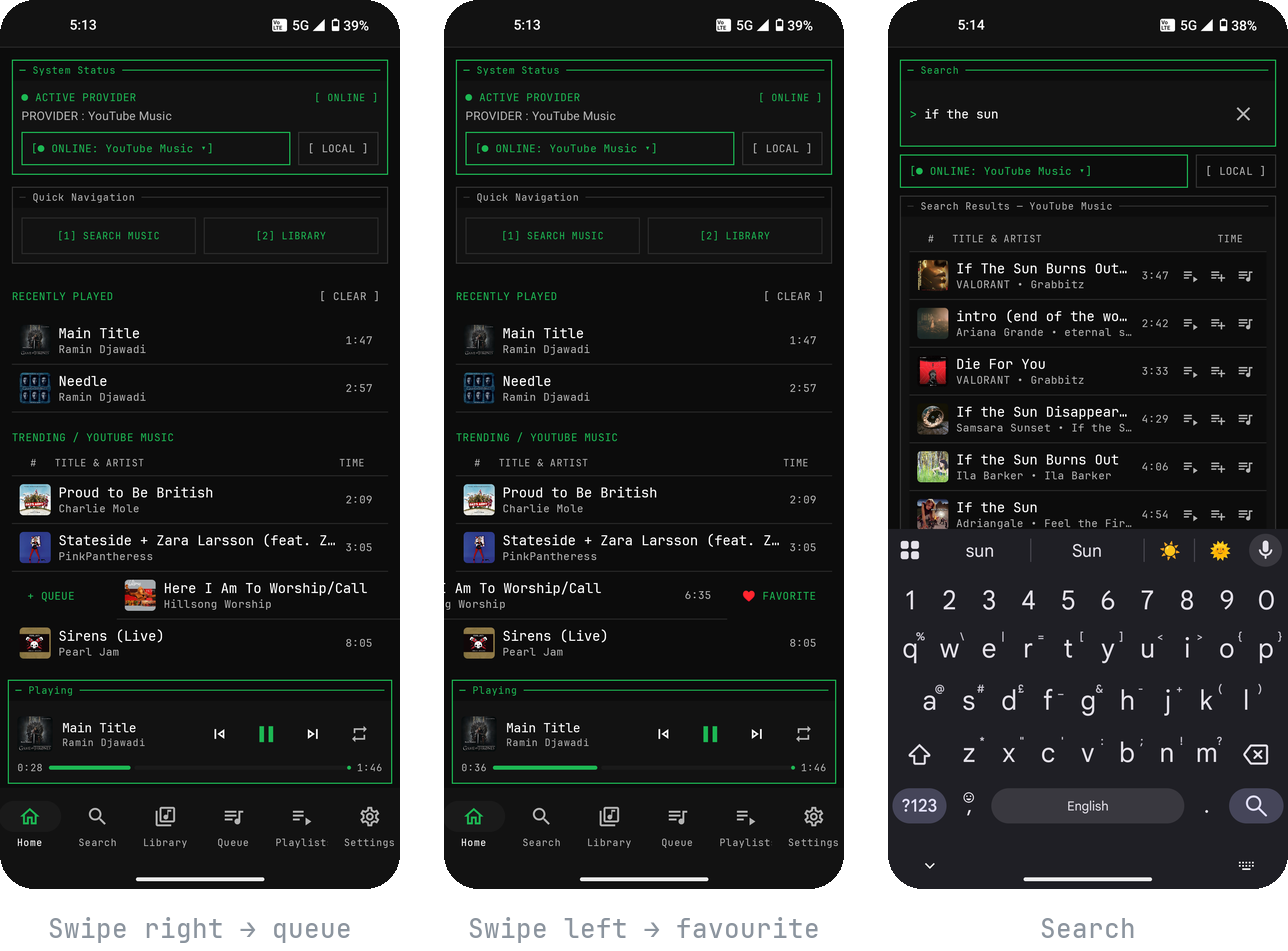 5:13
Vo LTE 5G 39%
System Status
ACTIVE PROVIDER [ ONLINE ]
PROVIDER : YouTube Music
[● ONLINE: YouTube Music ▾] [ LOCAL ]
Quick Navigation
[1] SEARCH MUSIC [2] LIBRARY
RECENTLY PLAYED [ CLEAR ]
Main Title 1:47
Ramin Djawadi
Needle 2:57
Ramin Djawadi
TRENDING / YOUTUBE MUSIC
# TITLE & ARTIST TIME
Proud to Be British 2:09
Charlie Mole
Stateside + Zara Larsson (feat. Z… 3:05
PinkPantheress
+ QUEUE Here I Am To Worship/Call
Hillsong Worship
Sirens (Live) 8:05
Pearl Jam
Playing
Main Title
Ramin Djawadi
0:28 1:46
Home Search Library Queue Playlist Settings
Swipe right → queue
5:13
Vo LTE 5G 39%
System Status
ACTIVE PROVIDER [ ONLINE ]
PROVIDER : YouTube Music
[● ONLINE: YouTube Music ▾] [ LOCAL ]
Quick Navigation
[1] SEARCH MUSIC [2] LIBRARY
RECENTLY PLAYED [ CLEAR ]
Main Title 1:47
Ramin Djawadi
Needle 2:57
Ramin Djawadi
TRENDING / YOUTUBE MUSIC
# TITLE & ARTIST TIME
Proud to Be British 2:09
Charlie Mole
Stateside + Zara Larsson (feat. Z… 3:05
PinkPantheress
I Am To Worship/Call 6:35 FAVORITE
g Worship
Sirens (Live) 8:05
Pearl Jam
Playing
Main Title
Ramin Djawadi
0:36 1:46
Home Search Library Queue Playlist Settings
Swipe left → favourite
5:14
Vo LTE 5G 38%
Search
> if the sun
[● ONLINE: YouTube Music ▾] [ LOCAL ]
Search Results — YouTube Music
# TITLE & ARTIST TIME
If The Sun Burns Out… 3:47
VALORANT • Grabbitz
intro (end of the wo… 2:42
Ariana Grande • eternal s…
Die For You 3:33
VALORANT • Grabbitz
If the Sun Disappear… 4:29
Samsara Sunset • If the S…
If the Sun Burns Out 4:06
Ila Barker • Ila Barker
If the Sun 4:54
Adriangale • Feel the Fir…
sun Sun
1 2 3 4 5 6 7 8 9 0
% \ | = [ ] < > { }
q w e r t y u i o p
@ # £ – & - + ( )
a s d f g h j k l
* " ' : ; ! ?
z x c v b n m
?123 , English .
Search